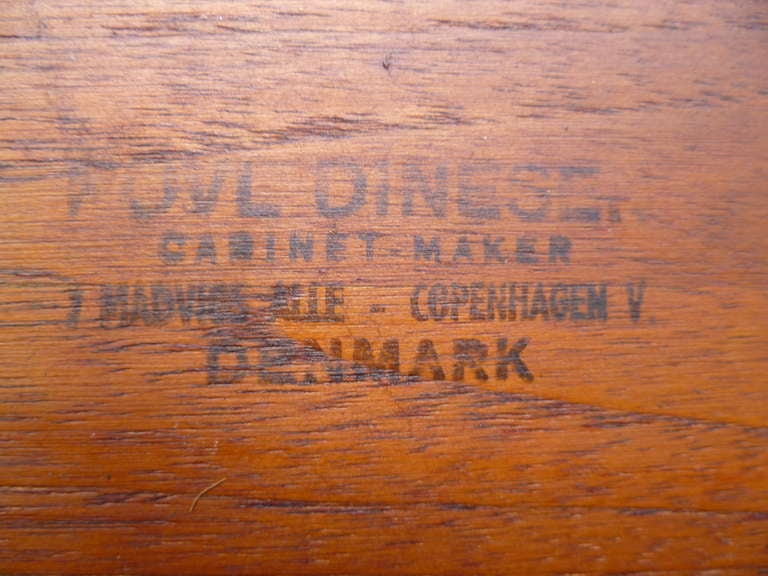 POVL DINESEN
CABINET-MAKER
7 MADVIGS ALLE - COPENHAGEN V.
DENMARK